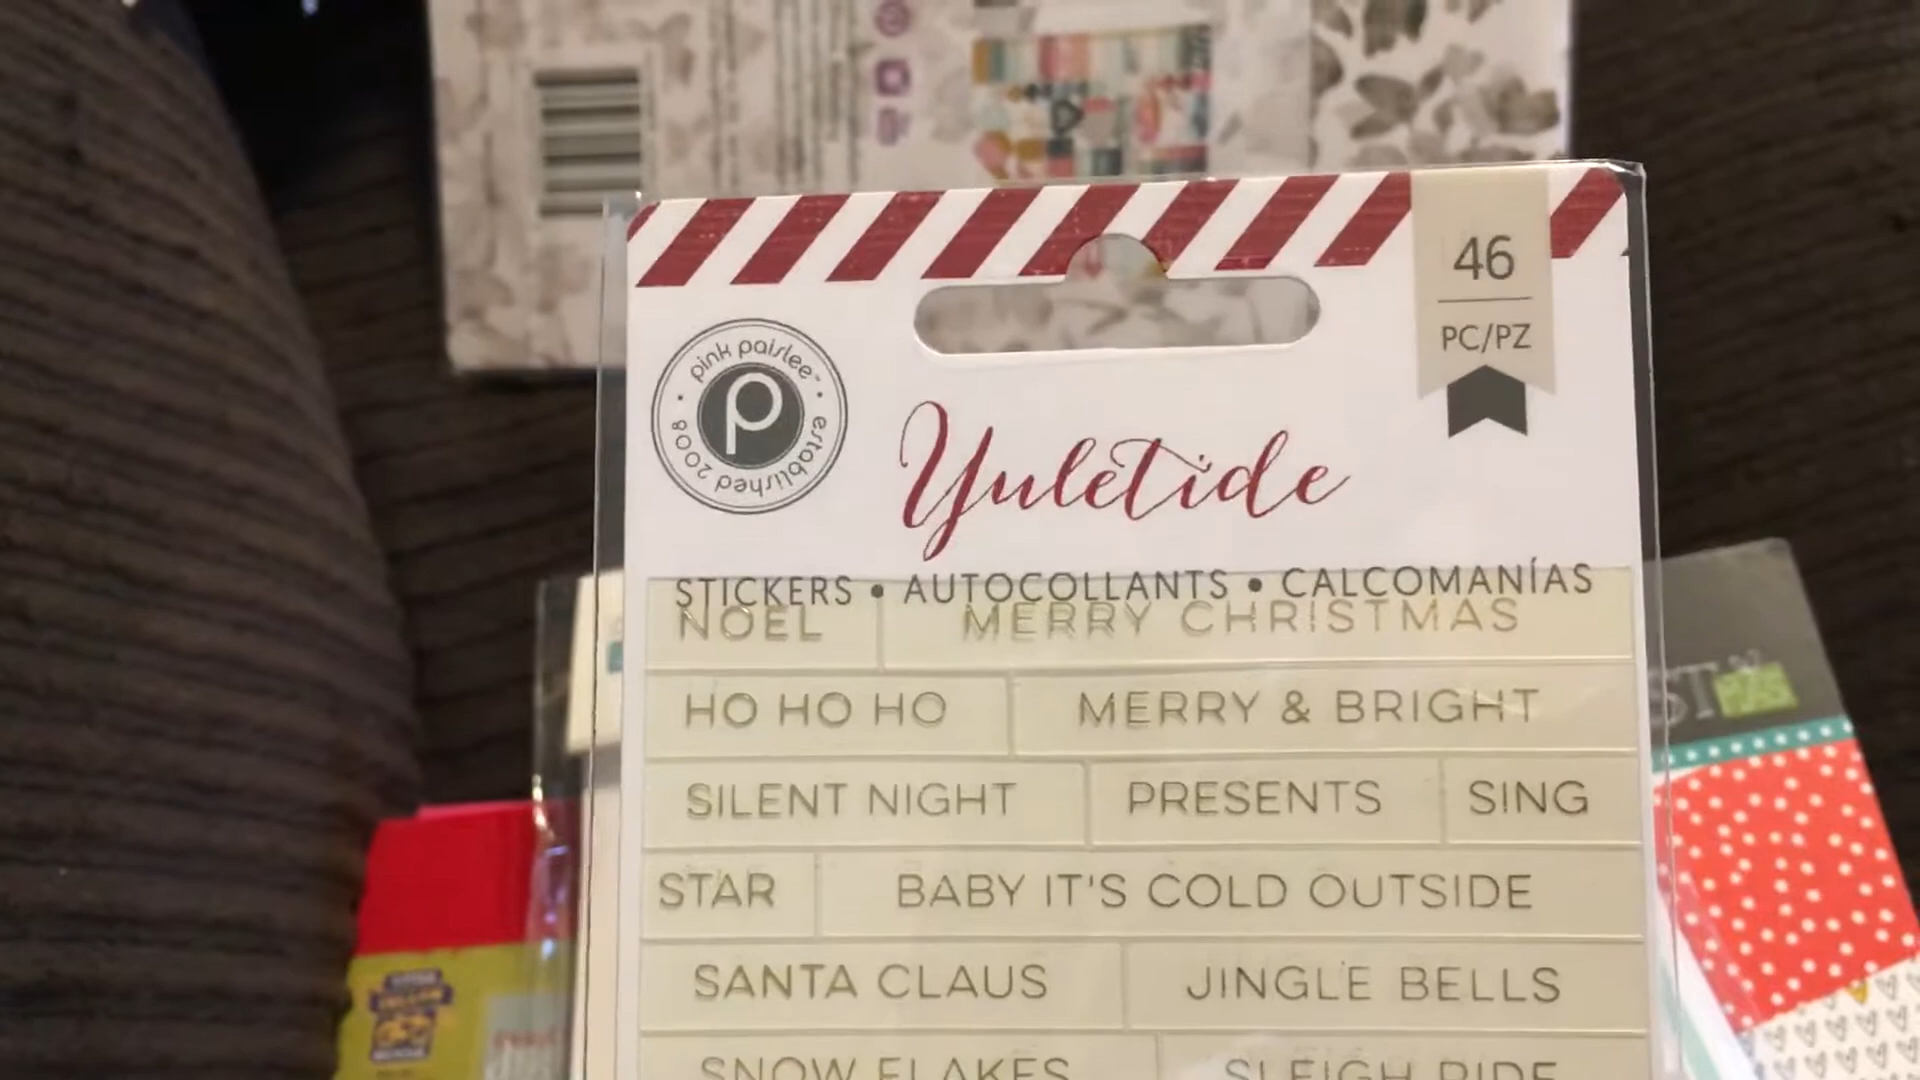 46
PC/PZ
pink paislee™
p
established 2008
Yuletide
STICKERS • AUTOCOLLANTS • CALCOMANÍAS
NOEL MERRY CHRISTMAS
HO HO HO MERRY & BRIGHT
SILENT NIGHT PRESENTS SING
STAR BABY IT'S COLD OUTSIDE
SANTA CLAUS JINGLE BELLS
SNOW FLAKES SLEIGH RIDE